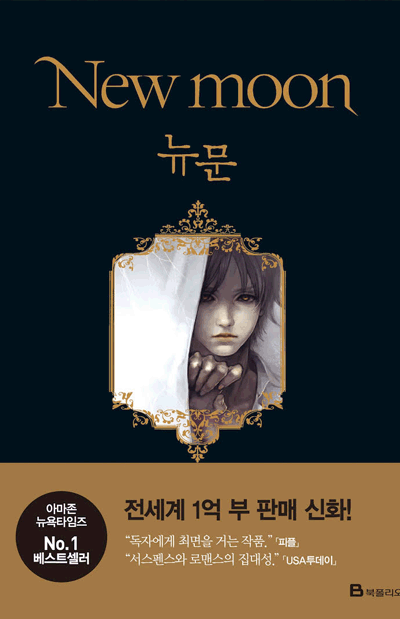 New moon
뉴문
아마존
뉴욕타임즈
No.1
베스트셀러
전세계 1억 부 판매 신화!
“독자에게 최면을 거는 작품.”「피플」
“서스펜스와 로맨스의 집대성.”「USA투데이」
B 북폴리오